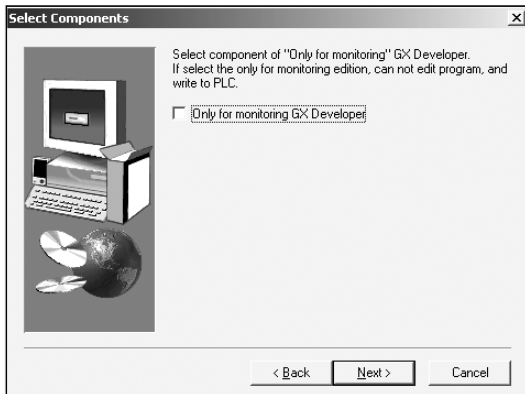 Select Components
Select component of "Only for monitoring" GX Developer.
If select the only for monitoring edition, can not edit program, and
write to PLC.
Only for monitoring GX Developer
< Back
Next >
Cancel